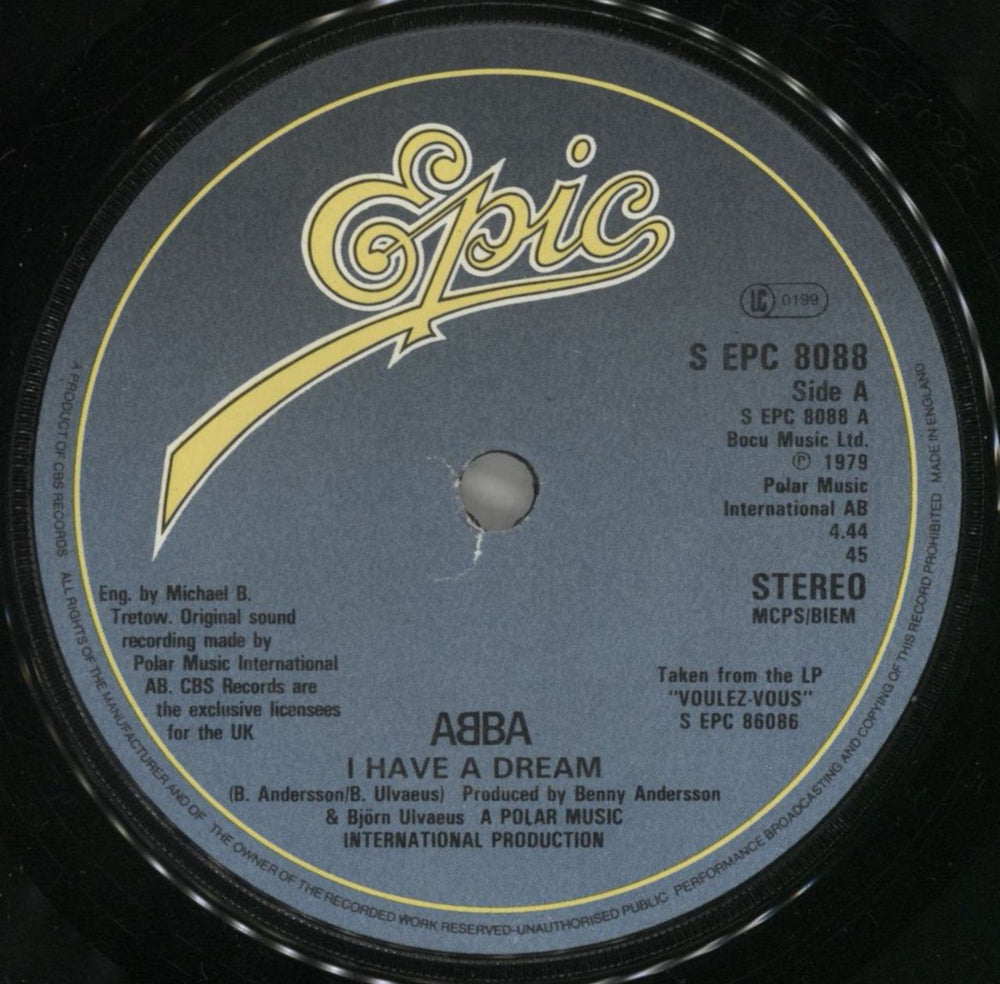 Epic
LC 0199
S EPC 8088
Side A
S EPC 8088 A
Bocu Music Ltd.
℗ 1979
Polar Music
International AB
4.44
45
STEREO
MCPS/BIEM
Eng. by Michael B.
Tretow. Original sound
recording made by
Polar Music International
AB. CBS Records are
the exclusive licensees
for the UK
Taken from the LP
"VOULEZ-VOUS"
S EPC 86086
ABBA
I HAVE A DREAM
(B. Andersson/B. Ulvaeus) Produced by Benny Andersson
& Björn Ulvaeus A POLAR MUSIC
INTERNATIONAL PRODUCTION
A PRODUCT OF CBS RECORDS ALL RIGHTS OF THE MANUFACTURER AND OF THE OWNER OF THE RECORDED WORK RESERVED-UNAUTHORISED PUBLIC PERFORMANCE BROADCASTING AND COPYING OF THIS RECORD PROHIBITED MADE IN ENGLAND